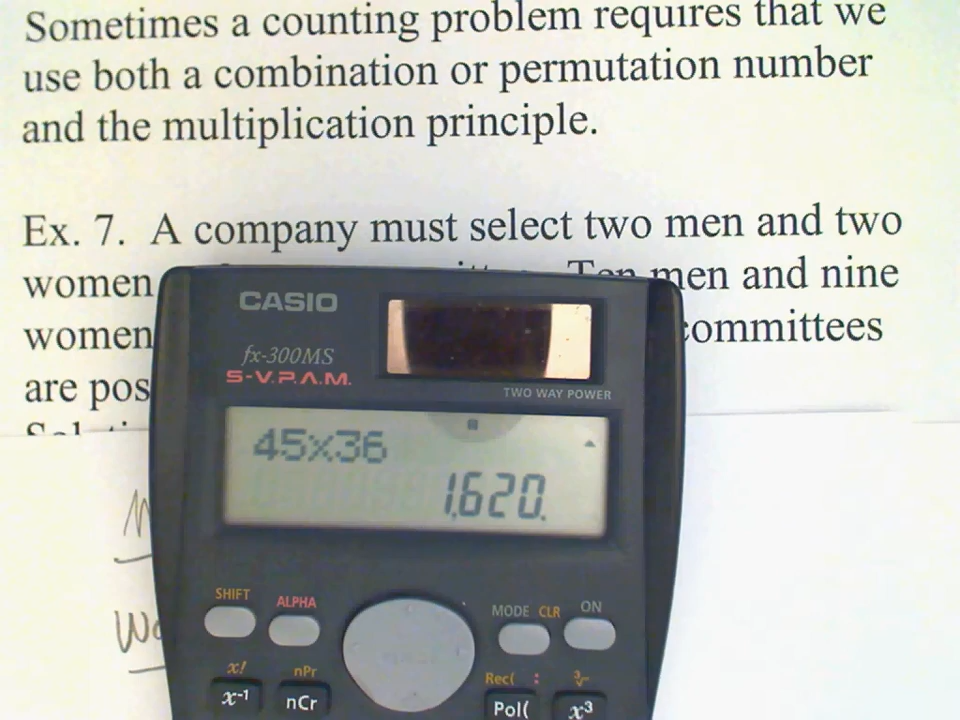 Sometimes a counting problem requires that we
use both a combination or permutation number
and the multiplication principle.
Ex. 7. A company must select two men and two
women men and nine
women committees
are pos
CASIO
fx-300MS
S-V.P.A.M.
TWO WAY POWER
45x36
1,620.
SHIFT ALPHA MODE CLR ON
x! nPr Rec( : ³√
x⁻¹ nCr Pol( x³